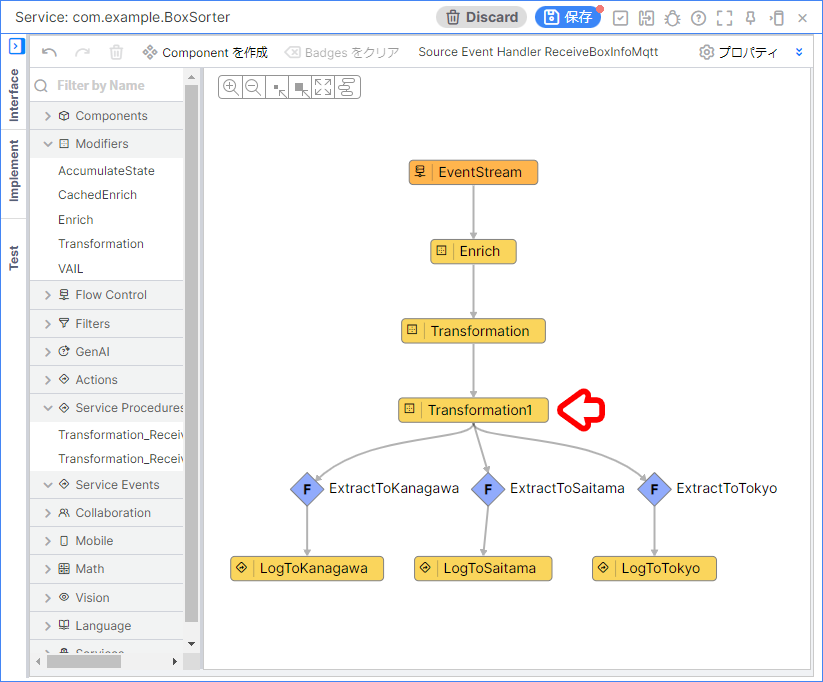 Service: com.example.BoxSorter
Discard
保存
Component を作成
Badges をクリア
Source Event Handler ReceiveBoxInfoMqtt
プロパティ
Interface
Implement
Test
Filter by Name
Components
Modifiers
AccumulateState
CachedEnrich
Enrich
Transformation
VAIL
Flow Control
Filters
GenAI
Actions
Service Procedures
Transformation_Recei
Transformation_Recei
Service Events
Collaboration
Mobile
Math
Vision
Language
Services
EventStream
Enrich
Transformation
Transformation1
F ExtractToKanagawa
F ExtractToSaitama
F ExtractToTokyo
LogToKanagawa
LogToSaitama
LogToTokyo